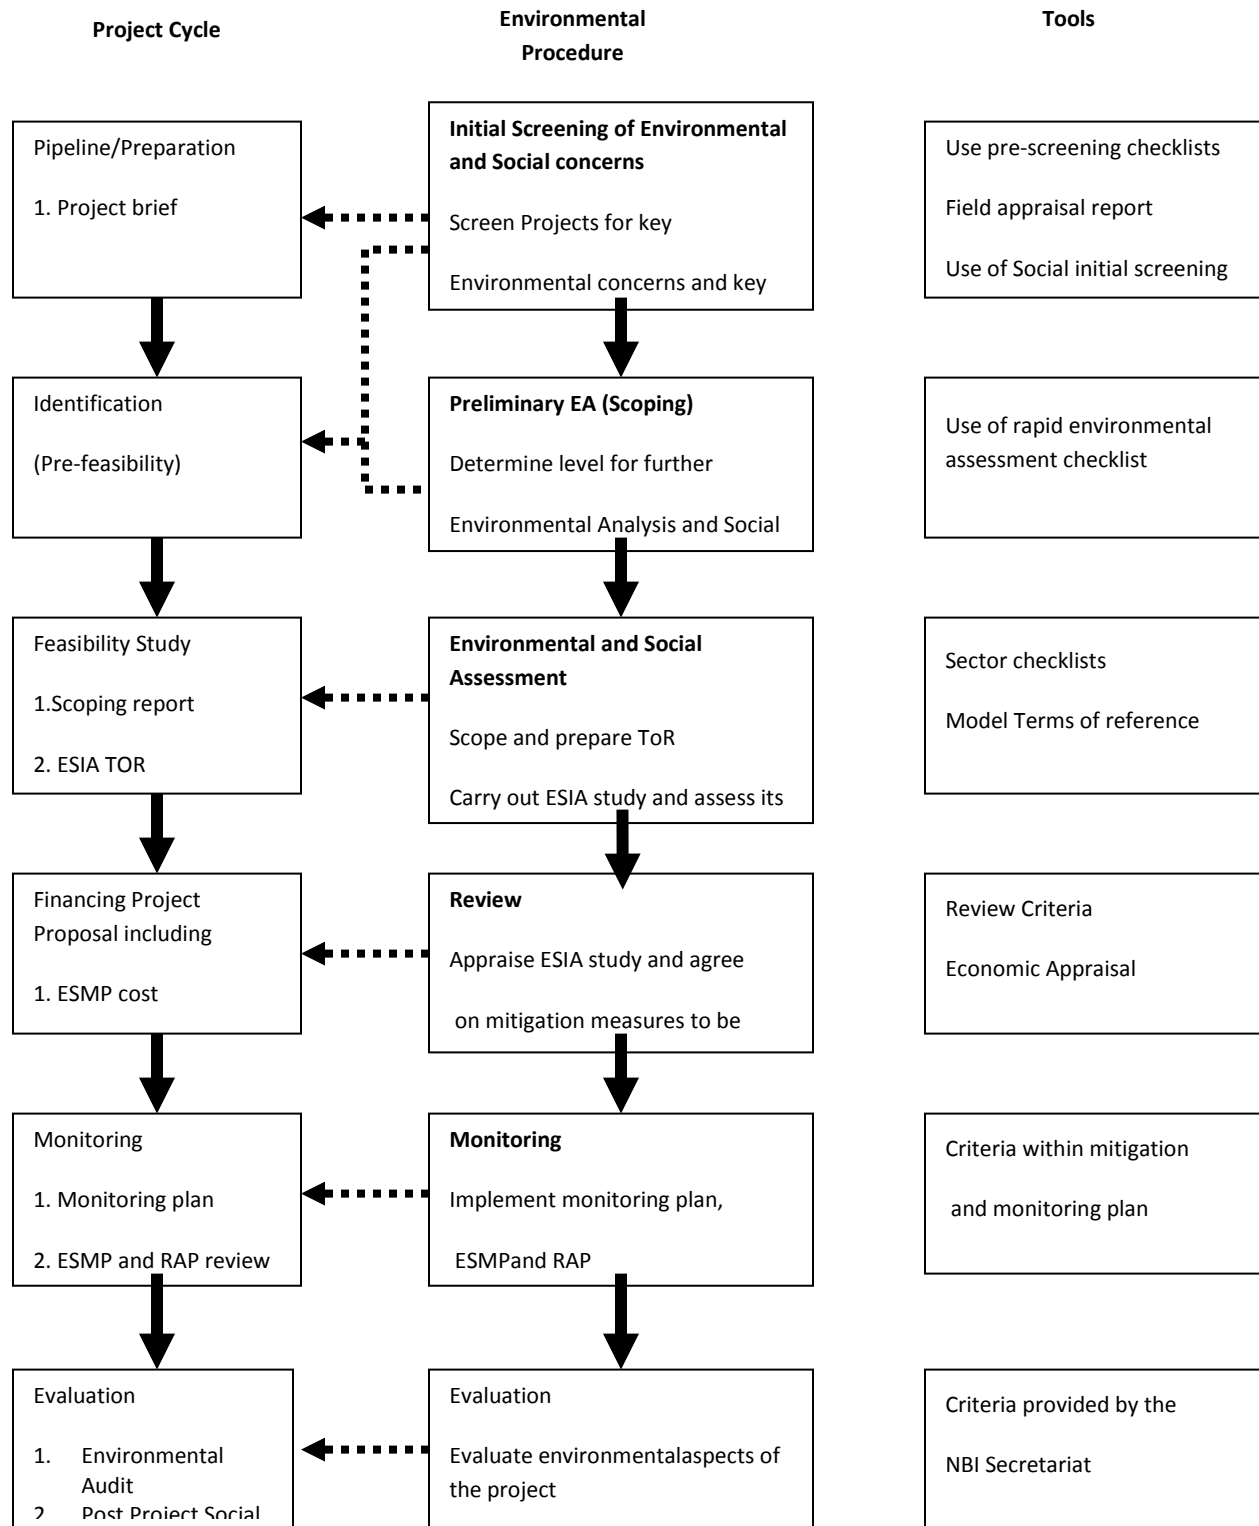 Project Cycle
Environmental
Procedure
Tools
Pipeline/Preparation
1. Project brief
Initial Screening of Environmental
and Social concerns
Screen Projects for key
Environmental concerns and key
Use pre-screening checklists
Field appraisal report
Use of Social initial screening
Identification
(Pre-feasibility)
Preliminary EA (Scoping)
Determine level for further
Environmental Analysis and Social
Use of rapid environmental
assessment checklist
Feasibility Study
1.Scoping report
2. ESIA TOR
Environmental and Social
Assessment
Scope and prepare ToR
Carry out ESIA study and assess its
Sector checklists
Model Terms of reference
Financing Project
Proposal including
1. ESMP cost
Review
Appraise ESIA study and agree
on mitigation measures to be
Review Criteria
Economic Appraisal
Monitoring
1. Monitoring plan
2. ESMP and RAP review
Monitoring
Implement monitoring plan,
ESMPand RAP
Criteria within mitigation
and monitoring plan
Evaluation
1. Environmental
Audit
2. Post Project Social
Evaluation
Evaluate environmentalaspects of
the project
Criteria provided by the
NBI Secretariat